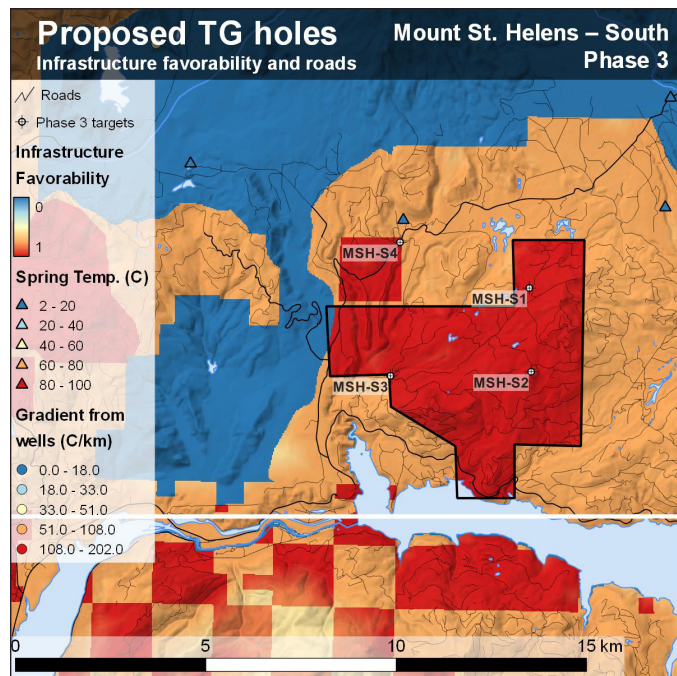 Proposed TG holes
Infrastructure favorability and roads
Mount St. Helens – South
Phase 3
Roads
Phase 3 targets
Infrastructure
Favorability
0
1
Spring Temp. (C)
2 - 20
20 - 40
40 - 60
60 - 80
80 - 100
Gradient from
wells (C/km)
0.0 - 18.0
18.0 - 33.0
33.0 - 51.0
51.0 - 108.0
108.0 - 202.0
MSH-S4
MSH-S1
MSH-S3
MSH-S2
0
5
10
15 km